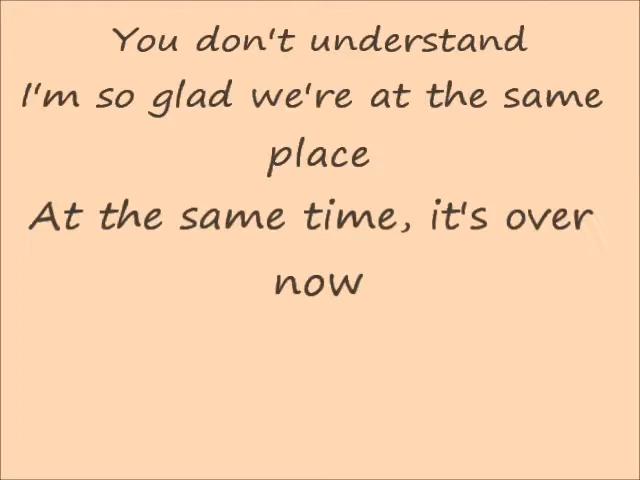 You don't understand
I'm so glad we're at the same
place
At the same time, it's over
now